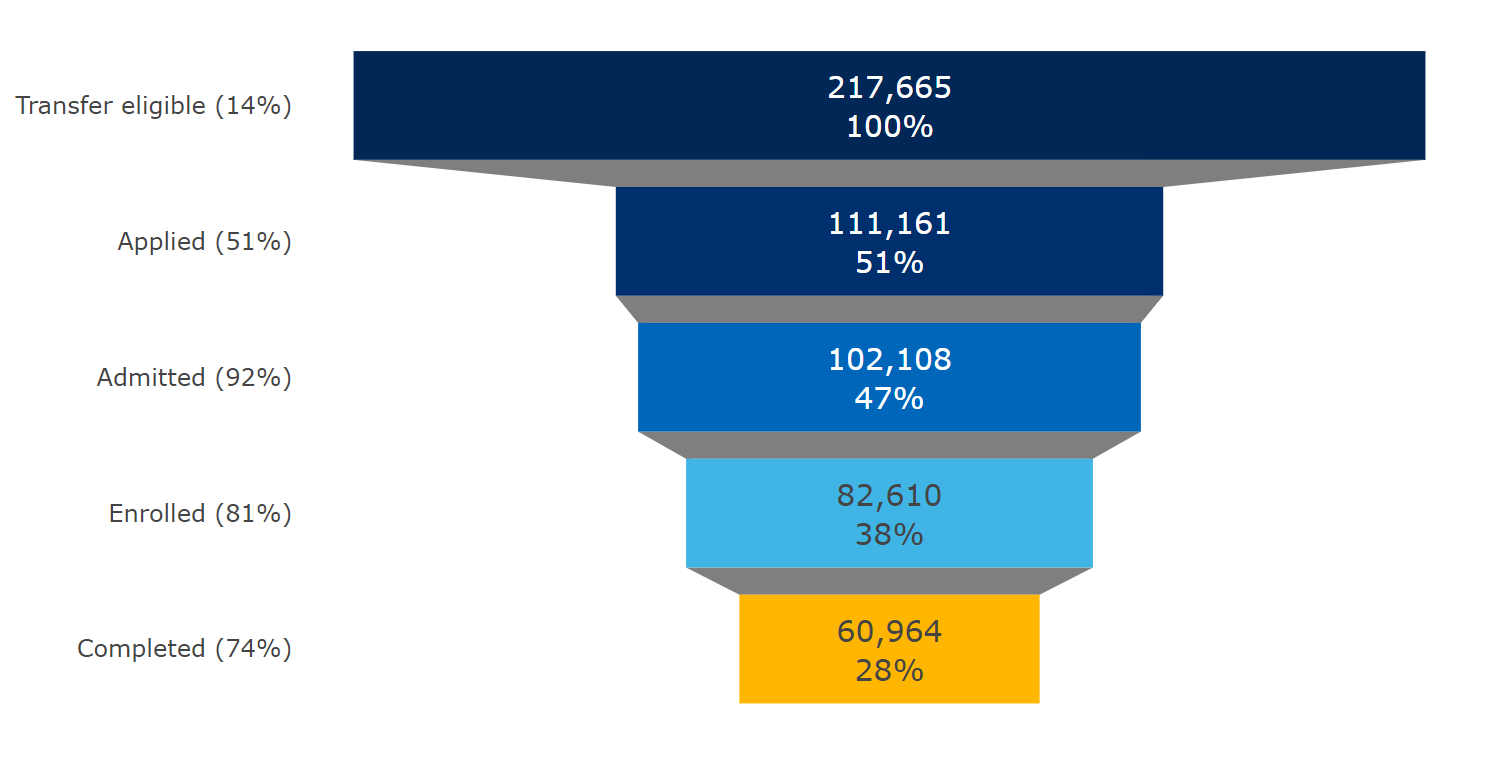 Transfer eligible (14%)
217,665
100%
Applied (51%)
111,161
51%
Admitted (92%)
102,108
47%
Enrolled (81%)
82,610
38%
Completed (74%)
60,964
28%